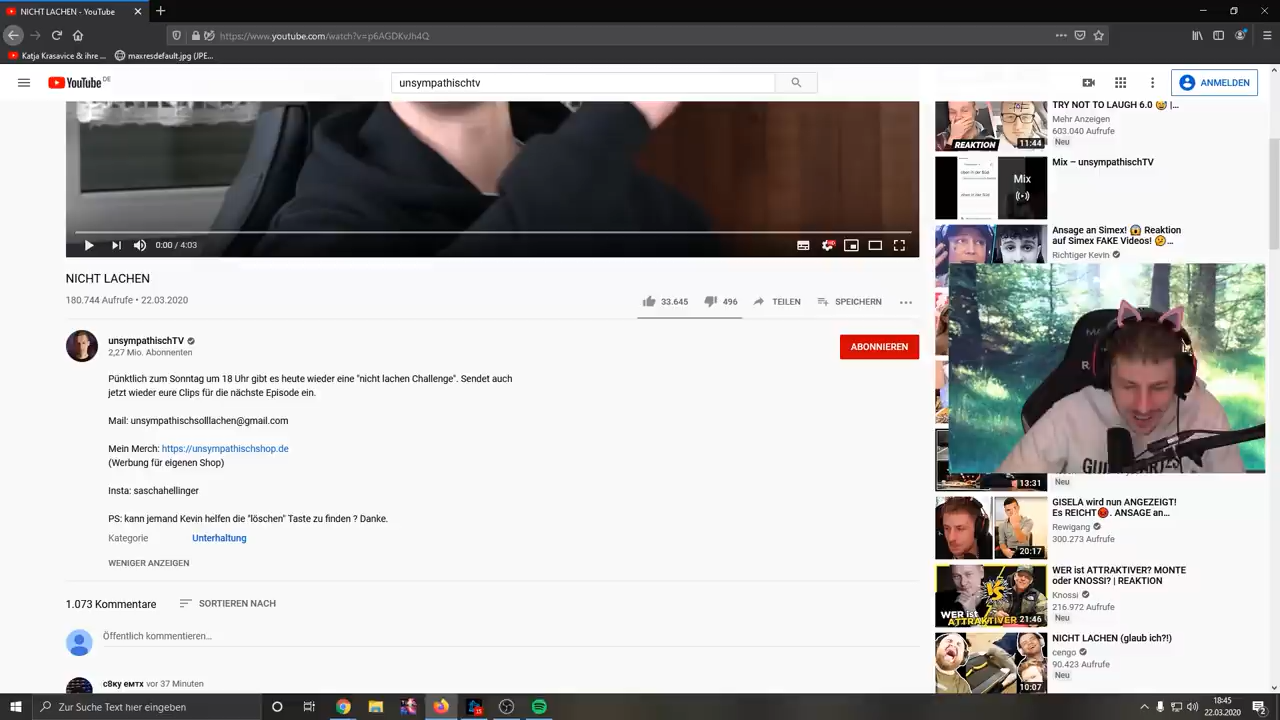 NICHT LACHEN - YouTube
https://www.youtube.com/watch?v=p6AGDKvJh4Q
Katja Krasavice & ihre ...
maxresdefault.jpg (JPE...
YouTube DE
unsympathischtv
ANMELDEN
0:00 / 4:03
NICHT LACHEN
180.744 Aufrufe • 22.03.2020
33.645
496
TEILEN
SPEICHERN
unsympathischTV
2,27 Mio. Abonnenten
ABONNIEREN
Pünktlich zum Sonntag um 18 Uhr gibt es heute wieder eine "nicht lachen Challenge". Sendet auch
jetzt wieder eure Clips für die nächste Episode ein.
Mail: unsympathischsolllachen@gmail.com
Mein Merch: https://unsympathischshop.de
(Werbung für eigenen Shop)
Insta: saschahellinger
PS: kann jemand Kevin helfen die "löschen" Taste zu finden ? Danke.
Kategorie
Unterhaltung
WENIGER ANZEIGEN
1.073 Kommentare
SORTIEREN NACH
Öffentlich kommentieren...
vor 37 Minuten
TRY NOT TO LAUGH 6.0 😹 |...
Mehr Anzeigen
603.040 Aufrufe
Neu
REAKTION
11:44
Mix – unsympathischTV
Mix
Ansage an Simex! 😱 Reaktion
auf Simex FAKE Videos! 😕...
Richtiger Kevin
13:31
Neu
GISELA wird nun ANGEZEIGT!
Es REICHT😡. ANSAGE an...
Rewigang
300.273 Aufrufe
20:17
WER ist ATTRAKTIVER? MONTE
oder KNOSSI? | REAKTION
Knossi
216.972 Aufrufe
Neu
WER ist
ATTRAKTIVER
21:46
NICHT LACHEN (glaub ich?!)
cengo
90.423 Aufrufe
Neu
10:07
Zur Suche Text hier eingeben
18:45
22.03.2020